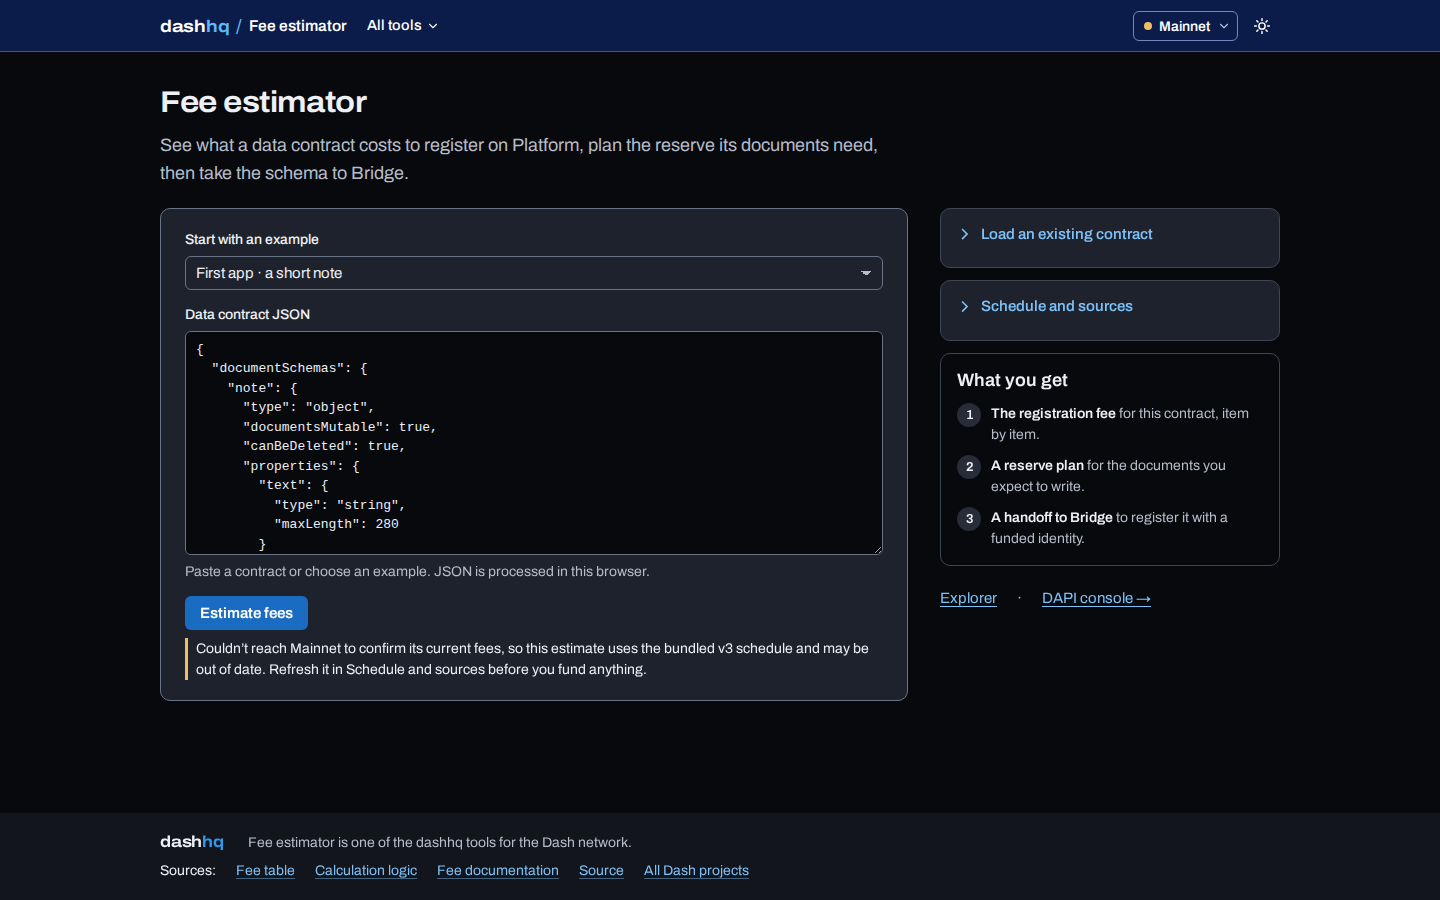 dashhq / Fee estimator All tools Mainnet
Fee estimator
See what a data contract costs to register on Platform, plan the reserve its documents need,
then take the schema to Bridge.
Start with an example
First app · a short note
Data contract JSON
{
"documentSchemas": {
"note": {
"type": "object",
"documentsMutable": true,
"canBeDeleted": true,
"properties": {
"text": {
"type": "string",
"maxLength": 280
}
Paste a contract or choose an example. JSON is processed in this browser.
Estimate fees
Couldn’t reach Mainnet to confirm its current fees, so this estimate uses the bundled v3 schedule and may be
out of date. Refresh it in Schedule and sources before you fund anything.
Load an existing contract
Schedule and sources
What you get
1 The registration fee for this contract, item
by item.
2 A reserve plan for the documents you
expect to write.
3 A handoff to Bridge to register it with a
funded identity.
Explorer · DAPI console →
dashhq Fee estimator is one of the dashhq tools for the Dash network.
Sources: Fee table Calculation logic Fee documentation Source All Dash projects